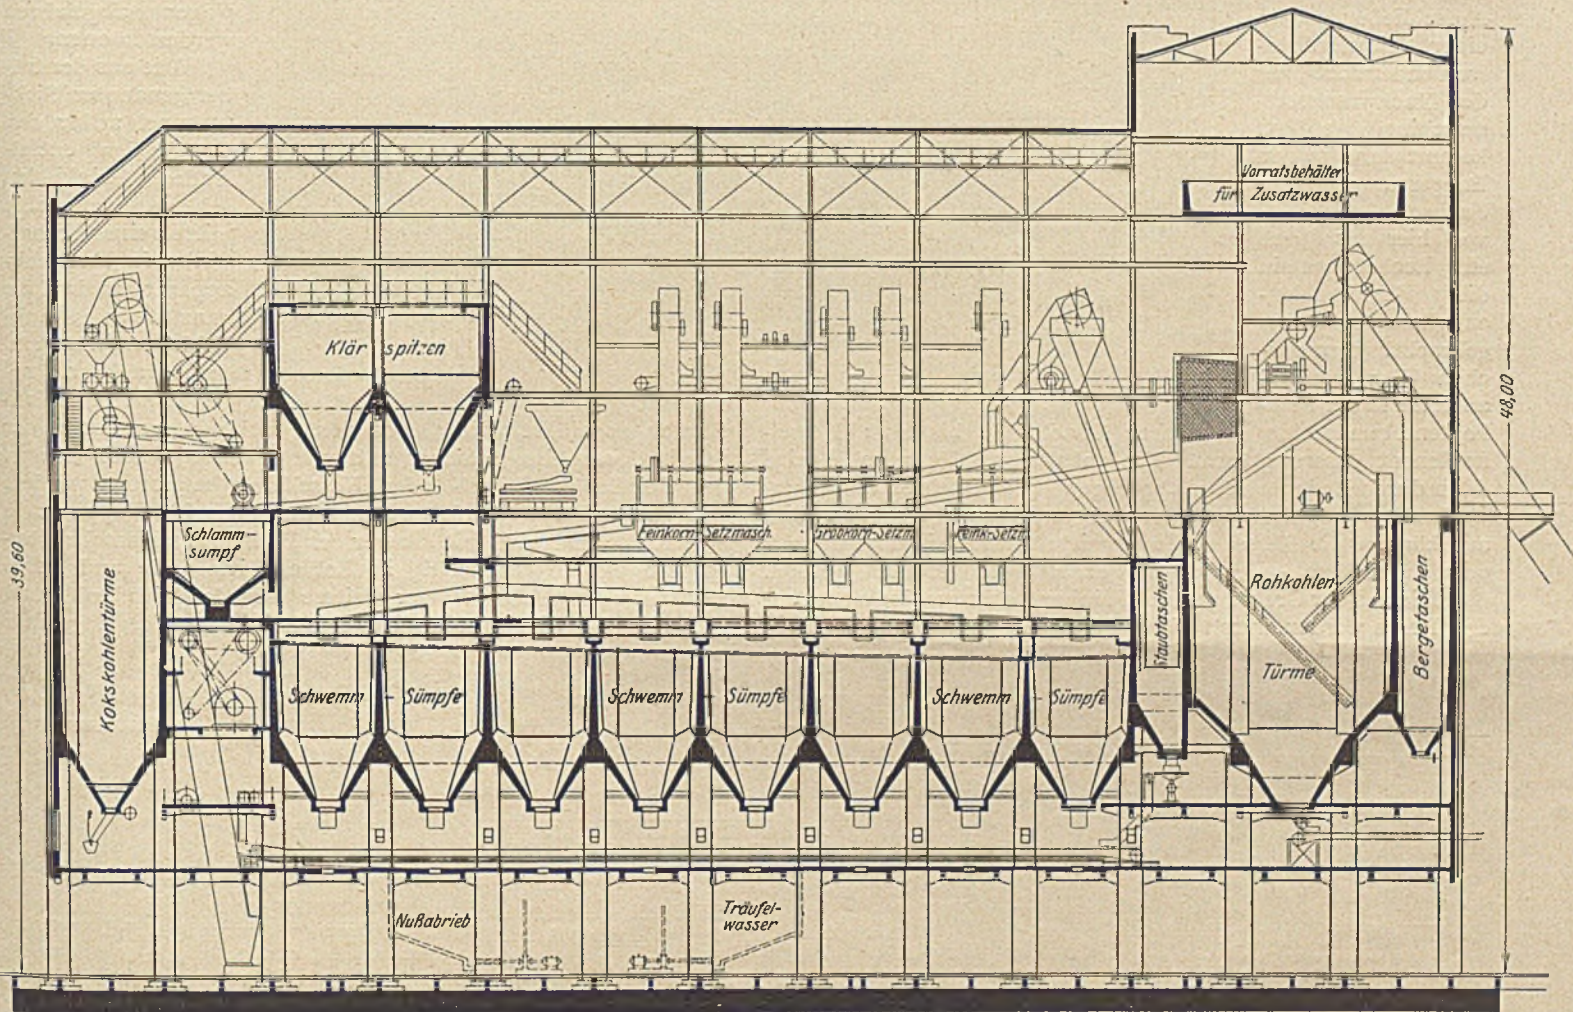 Vorratsbehälter
für Zusatzwasser
Klär spitzen
48,00
39,60
Schlamm-
sumpf
Feinkorn-Setzmasch.
Grobkorn-Setzm.
Feink-Setzm.
Kokskohlentürme
Staubtaschen
Rohkohlen
Türme
Bergetaschen
Schwemm - Sümpfe
Schwemm - Sümpfe
Schwemm - Sümpfe
Nußabrieb
Träufel-
wasser